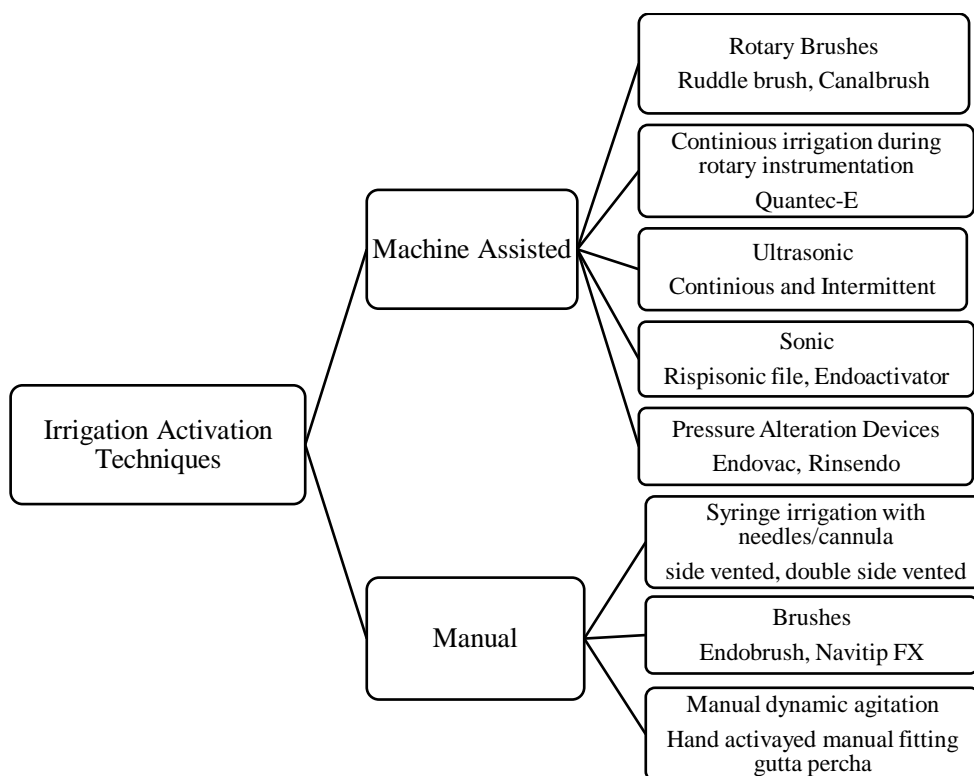 Irrigation Activation
Techniques
Machine Assisted
Rotary Brushes
Ruddle brush, Canalbrush
Continious irrigation during
rotary instrumentation
Quantec-E
Ultrasonic
Continious and Intermittent
Sonic
Rispisonic file, Endoactivator
Pressure Alteration Devices
Endovac, Rinsendo
Manual
Syringe irrigation with
needles/cannula
side vented, double side vented
Brushes
Endobrush, Navitip FX
Manual dynamic agitation
Hand activayed manual fitting
gutta percha